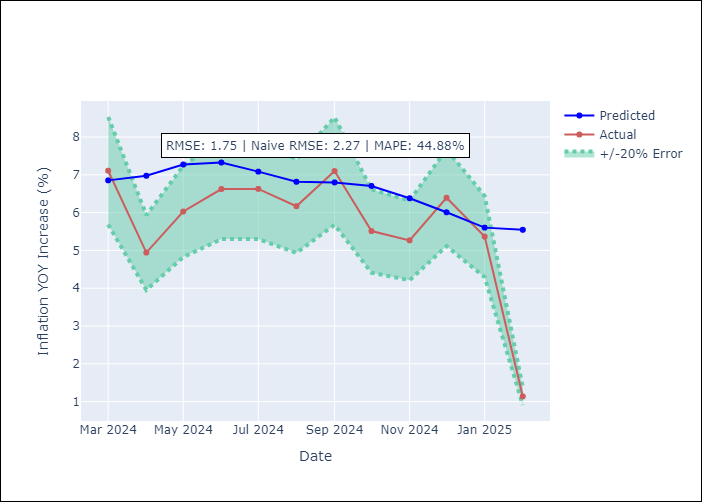 RMSE: 1.75 | Naive RMSE: 2.27 | MAPE: 44.88%
Predicted
Actual
+/-20% Error
Inflation YOY Increase (%)
8
7
6
5
4
3
2
1
Mar 2024 May 2024 Jul 2024 Sep 2024 Nov 2024 Jan 2025
Date